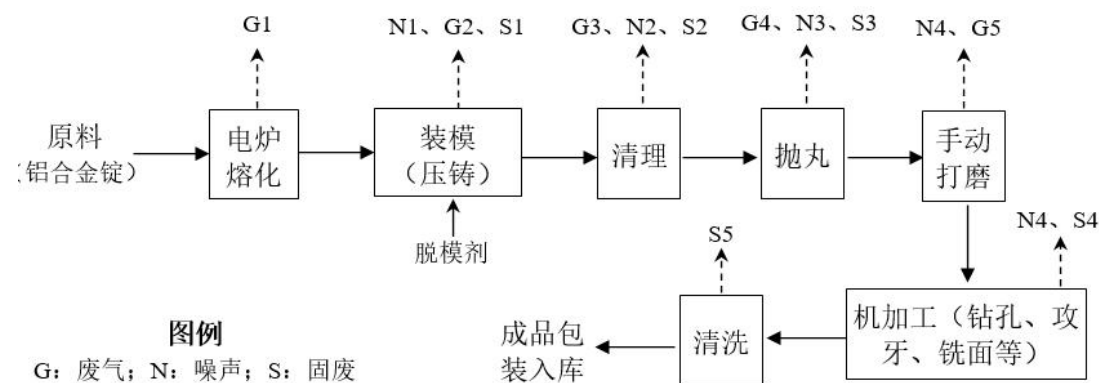 G1
N1、G2、S1
G3、N2、S2
G4、N3、S3
N4、G5
原料
（铝合金锭）
电炉
熔化
装模
（压铸）
清理
抛丸
手动
打磨
脱模剂
S5
N4、S4
图例
G：废气；N：噪声；S：固废
成品包
装入库
清洗
机加工（钻孔、攻
牙、铣面等）